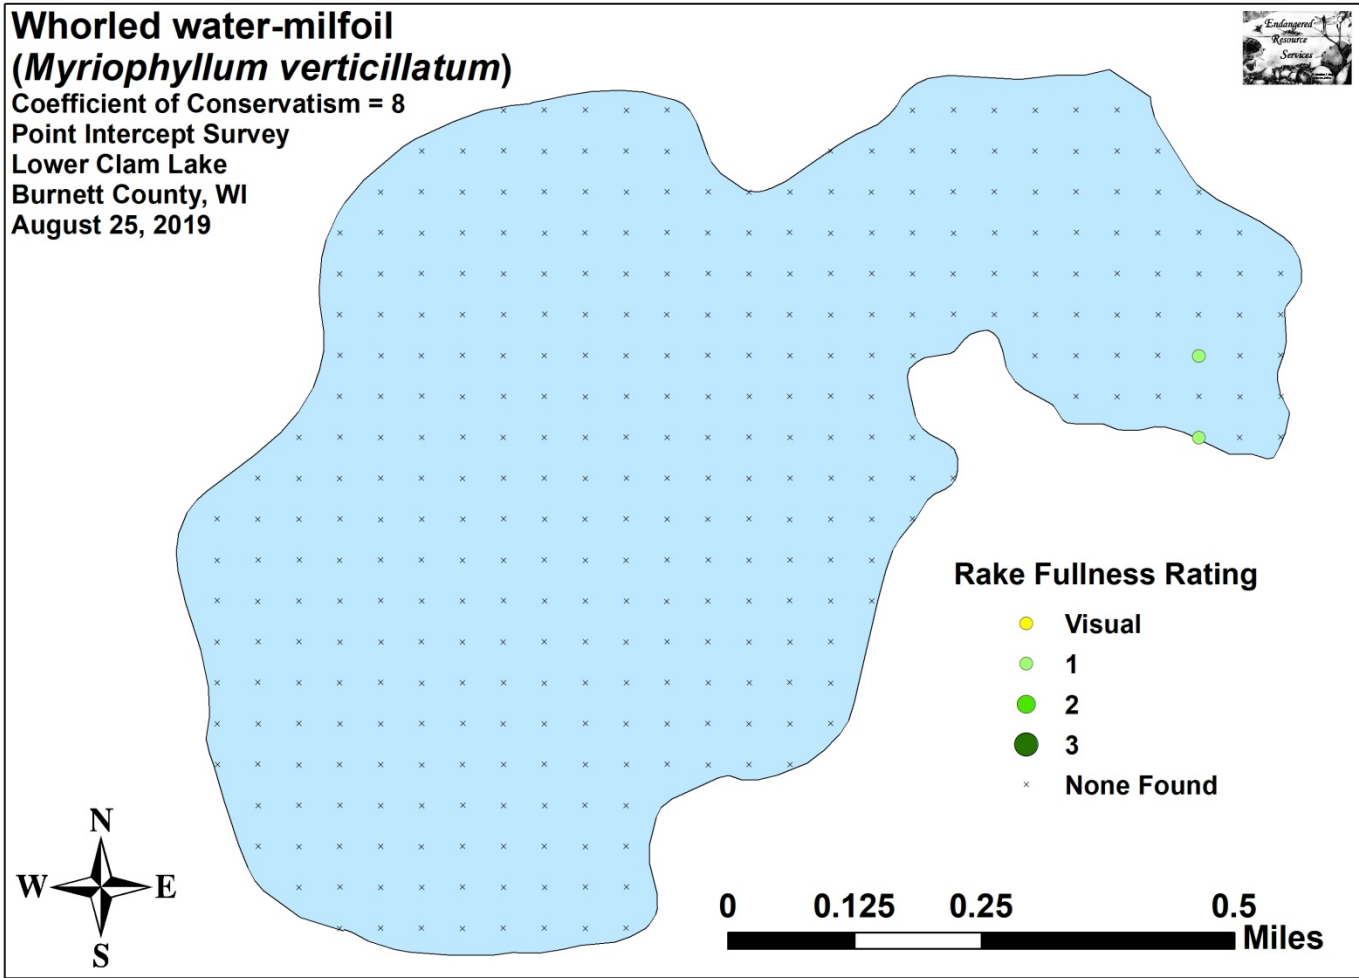 Whorled water-milfoil
(Myriophyllum verticillatum)
Coefficient of Conservatism = 8
Point Intercept Survey
Lower Clam Lake
Burnett County, WI
August 25, 2019
Endangered
Resource
Services
Rake Fullness Rating
Visual
1
2
3
None Found
N
W E
S
0 0.125 0.25 0.5
Miles